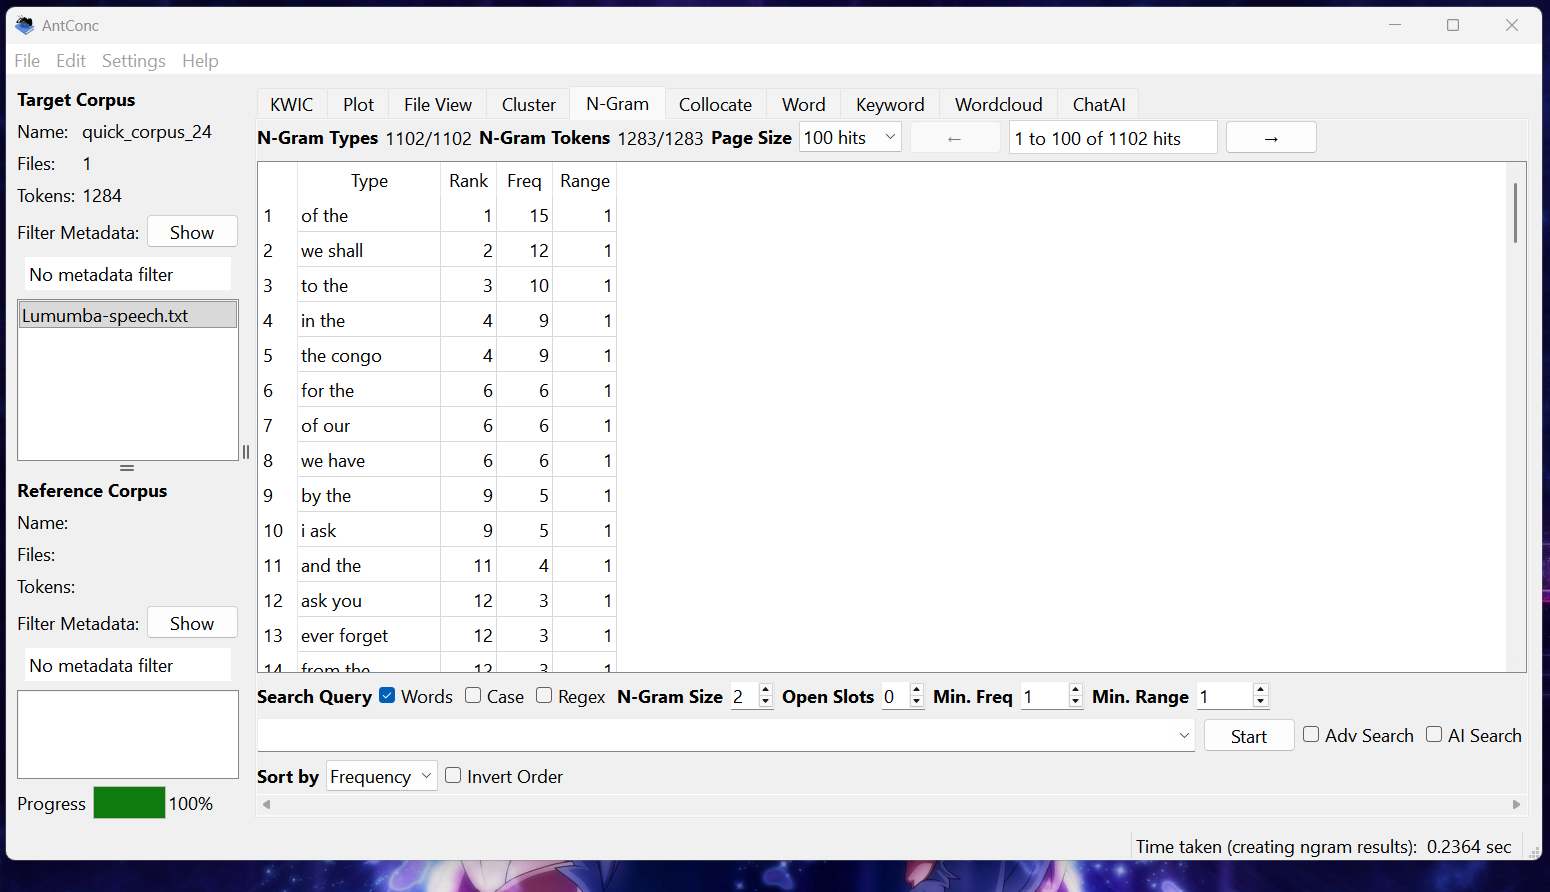 AntConc
File Edit Settings Help
Target Corpus
Name: quick_corpus_24
Files: 1
Tokens: 1284
Filter Metadata: Show
No metadata filter
Lumumba-speech.txt
Reference Corpus
Name:
Files:
Tokens:
Filter Metadata: Show
No metadata filter
Progress 100%
KWIC Plot File View Cluster N-Gram Collocate Word Keyword Wordcloud ChatAI
N-Gram Types 1102/1102 N-Gram Tokens 1283/1283 Page Size 100 hits ← 1 to 100 of 1102 hits →
Type Rank Freq Range
1 of the 1 15 1
2 we shall 2 12 1
3 to the 3 10 1
4 in the 4 9 1
5 the congo 4 9 1
6 for the 6 6 1
7 of our 6 6 1
8 we have 6 6 1
9 by the 9 5 1
10 i ask 9 5 1
11 and the 11 4 1
12 ask you 12 3 1
13 ever forget 12 3 1
14 from the 12 3 1
Search Query Words Case Regex N-Gram Size 2 Open Slots 0 Min. Freq 1 Min. Range 1
Start Adv Search AI Search
Sort by Frequency Invert Order
Time taken (creating ngram results): 0.2364 sec